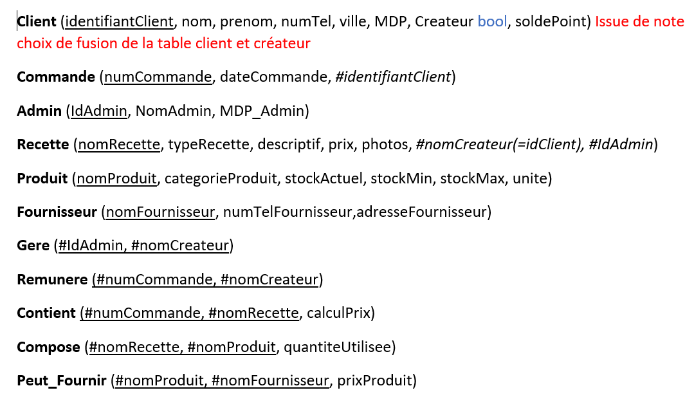 Client (identifiantClient, nom, prenom, numTel, ville, MDP, Createur bool, soldePoint) Issue de note
choix de fusion de la table client et créateur
Commande (numCommande, dateCommande, #identifiantClient)
Admin (IdAdmin, NomAdmin, MDP_Admin)
Recette (nomRecette, typeRecette, descriptif, prix, photos, #nomCreateur(=idClient), #IdAdmin)
Produit (nomProduit, categorieProduit, stockActuel, stockMin, stockMax, unite)
Fournisseur (nomFournisseur, numTelFournisseur,adresseFournisseur)
Gere (#IdAdmin, #nomCreateur)
Remunere (#numCommande, #nomCreateur)
Contient (#numCommande, #nomRecette, calculPrix)
Compose (#nomRecette, #nomProduit, quantiteUtilisee)
Peut_Fournir (#nomProduit, #nomFournisseur, prixProduit)